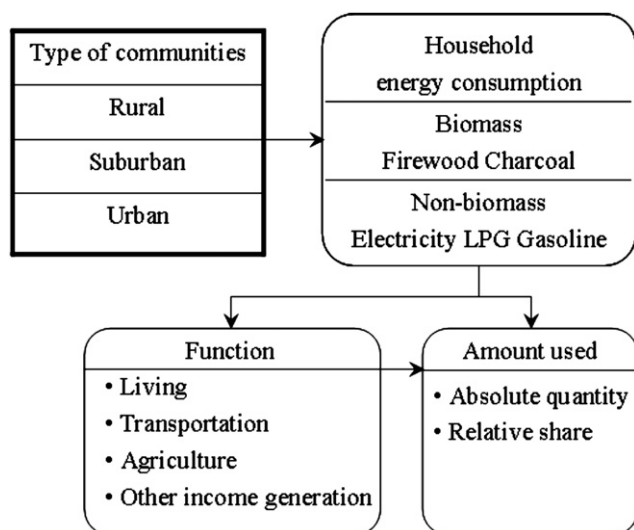 Type of communities
Rural
Suburban
Urban
Household
energy consumption
Biomass
Firewood Charcoal
Non-biomass
Electricity LPG Gasoline
Function
• Living
• Transportation
• Agriculture
• Other income generation
Amount used
• Absolute quantity
• Relative share